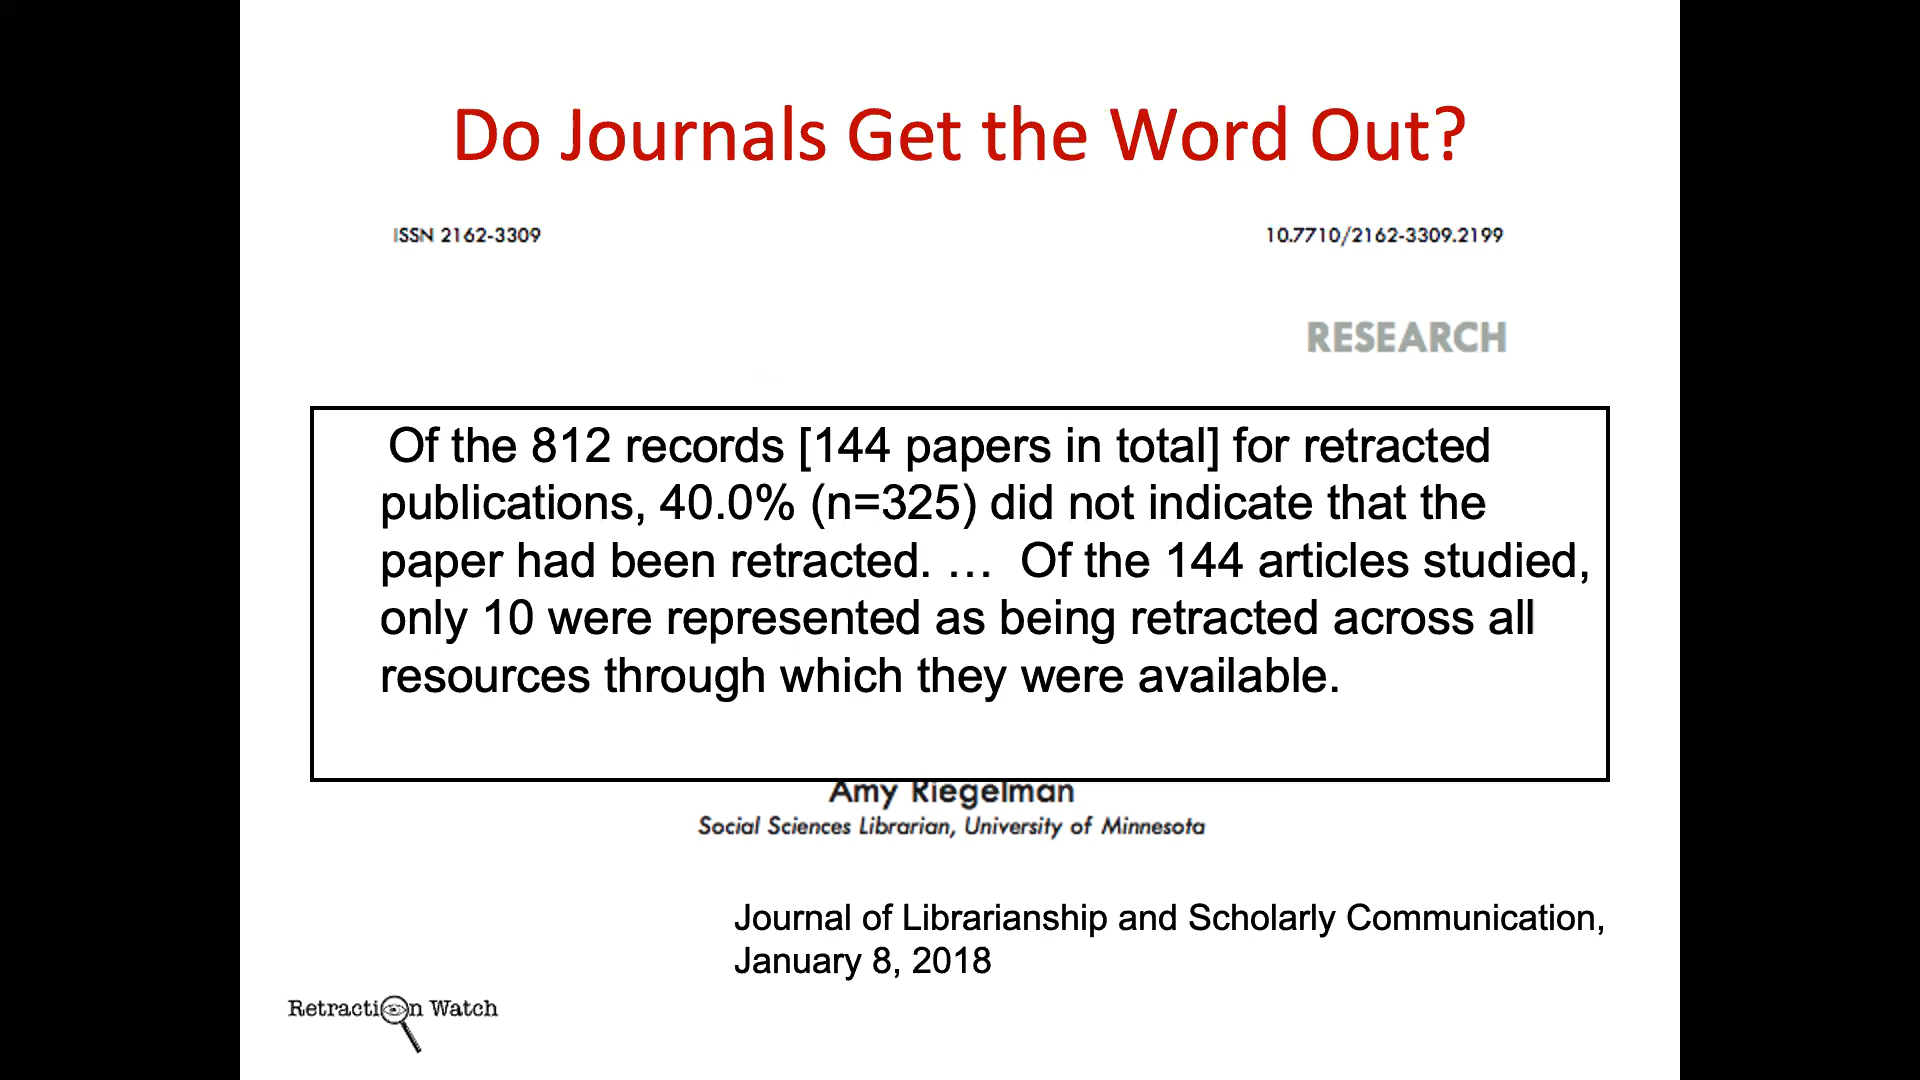 Do Journals Get the Word Out?
ISSN 2162-3309
10.7710/2162-3309.2199
RESEARCH
Of the 812 records [144 papers in total] for retracted
publications, 40.0% (n=325) did not indicate that the
paper had been retracted. … Of the 144 articles studied,
only 10 were represented as being retracted across all
resources through which they were available.
Amy Riegelman
Social Sciences Librarian, University of Minnesota
Journal of Librarianship and Scholarly Communication,
January 8, 2018
Retraction Watch